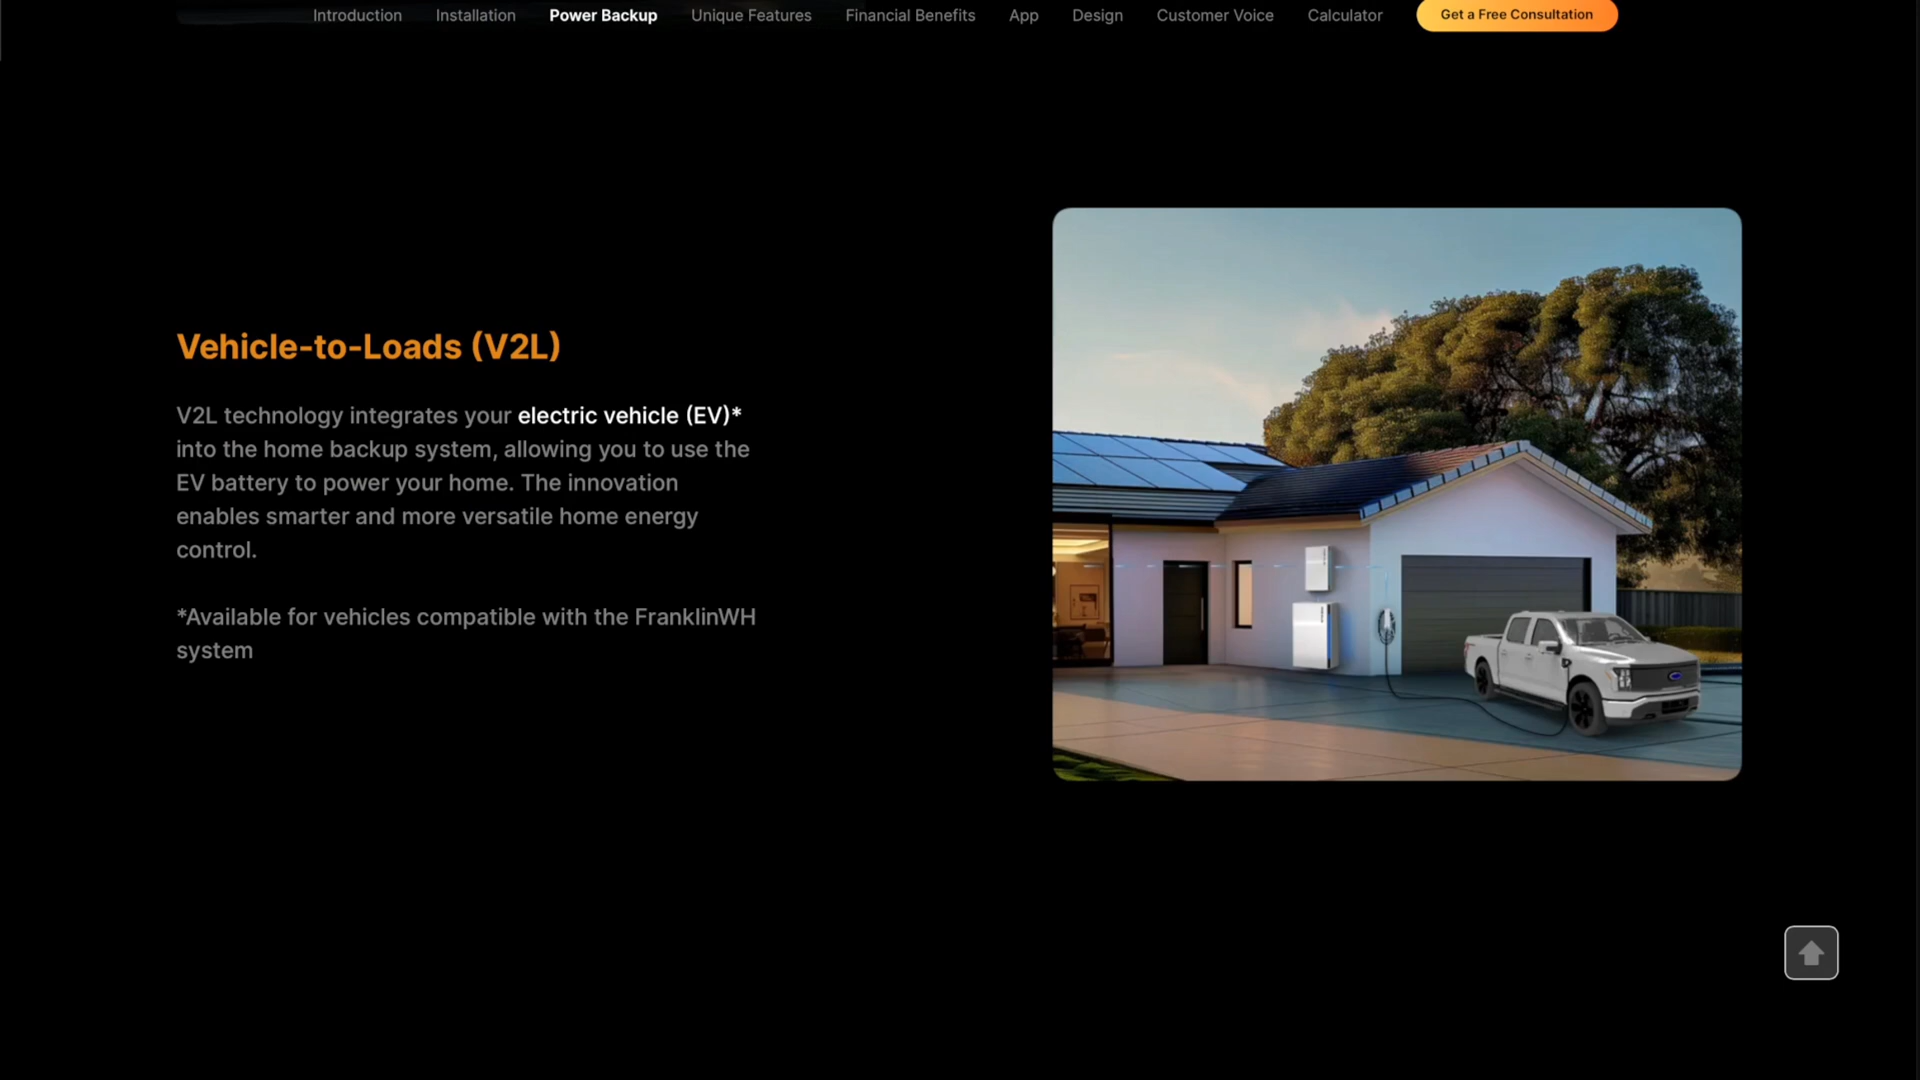 Introduction
Installation
Power Backup
Unique Features
Financial Benefits
App
Design
Customer Voice
Calculator
Get a Free Consultation
Vehicle-to-Loads (V2L)
V2L technology integrates your electric vehicle (EV)*
into the home backup system, allowing you to use the
EV battery to power your home. The innovation
enables smarter and more versatile home energy
control.
*Available for vehicles compatible with the FranklinWH
system